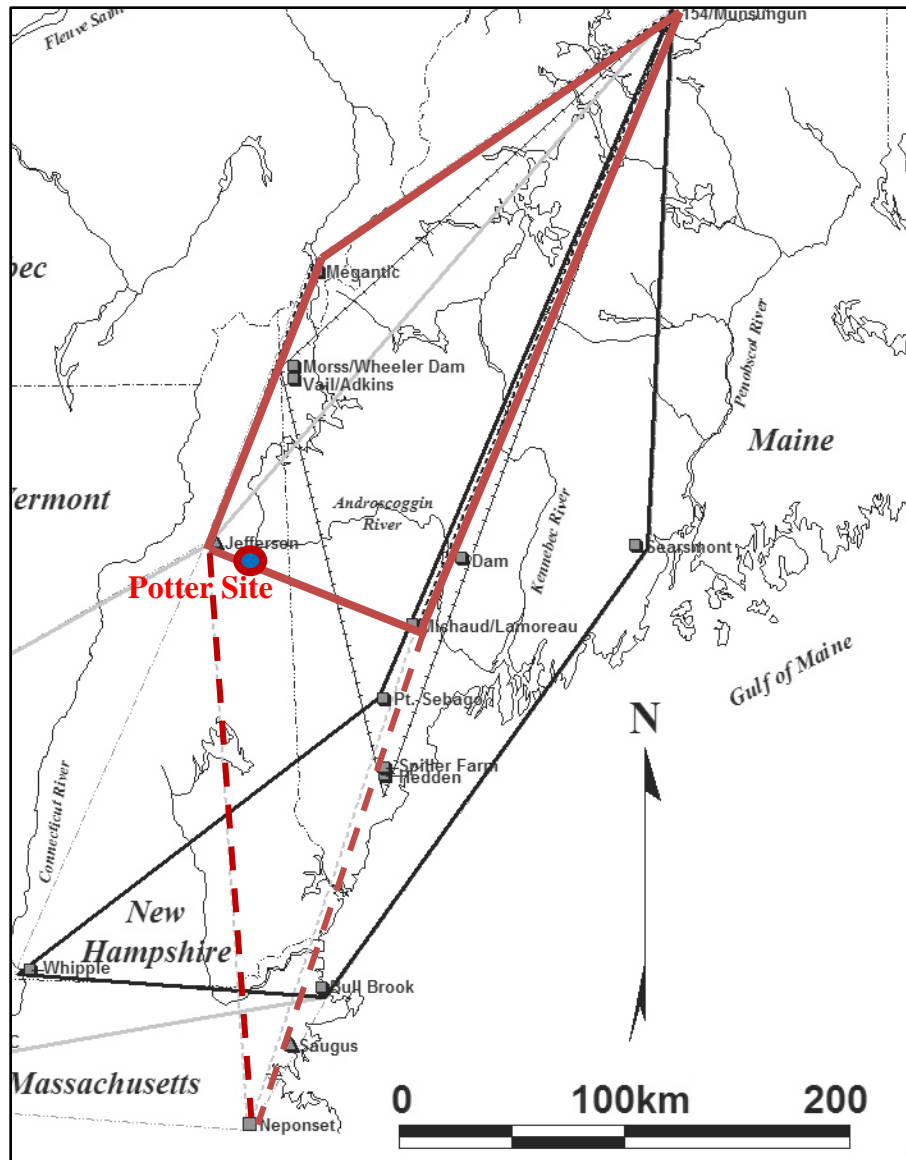 154/Munsungun
Fleuve Saint
Mégantic
bec
Morss/Wheeler Dam
Vail/Adkins
Penobscot River
Maine
Vermont
Androscoggin
River
Kennebec River
Jefferson
Searsmont
Dam
Potter Site
Michaud/Lamoreau
Gulf of Maine
Pt. Sebago
N
Spiller Farm
Hedden
Connecticut River
New
Hampshire
Whipple
Bull Brook
C
Saugus
Massachusetts
0 100km 200
Neponset